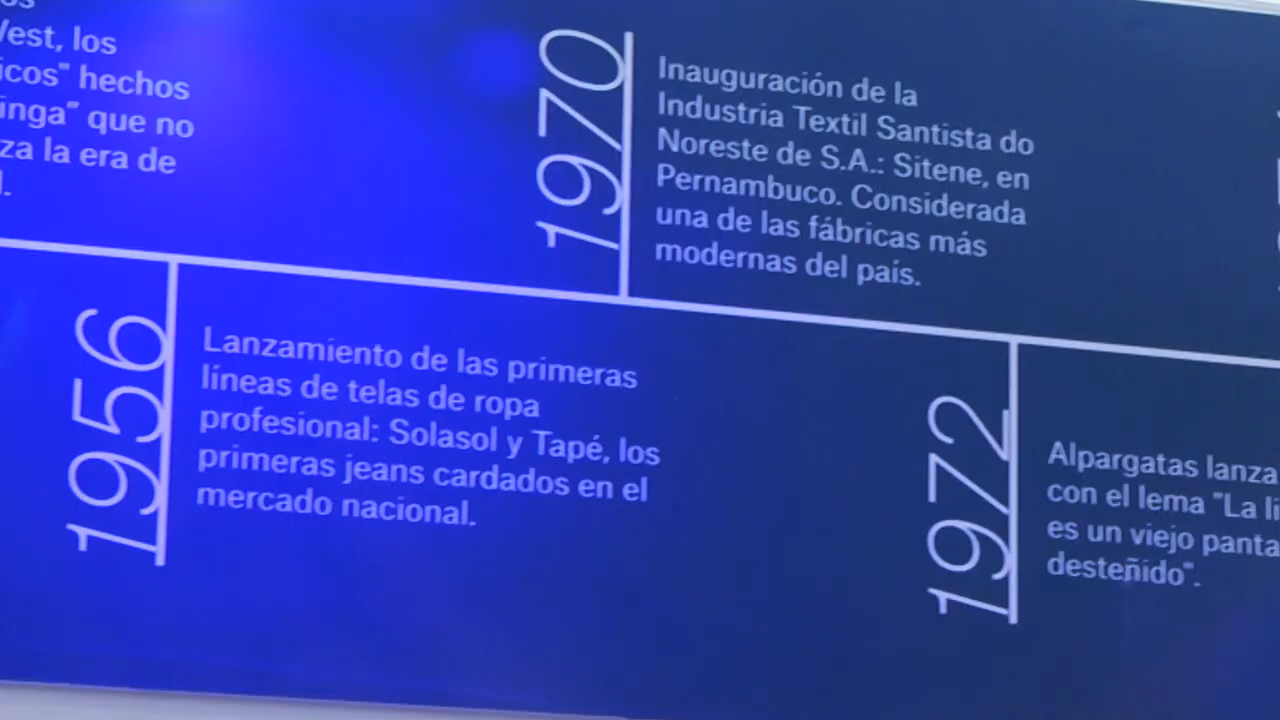 os
West, los
icos" hechos
inga" que no
za la era de
1970
Inauguración de la
Industria Textil Santista do
Noreste de S.A.: Sitene, en
Pernambuco. Considerada
una de las fábricas más
modernas del país.
1956
Lanzamiento de las primeras
líneas de telas de ropa
profesional: Solasol y Tapé, los
primeras jeans cardados en el
mercado nacional.
1972
Alpargatas lanza
con el lema "La li
es un viejo panta
desteñido".